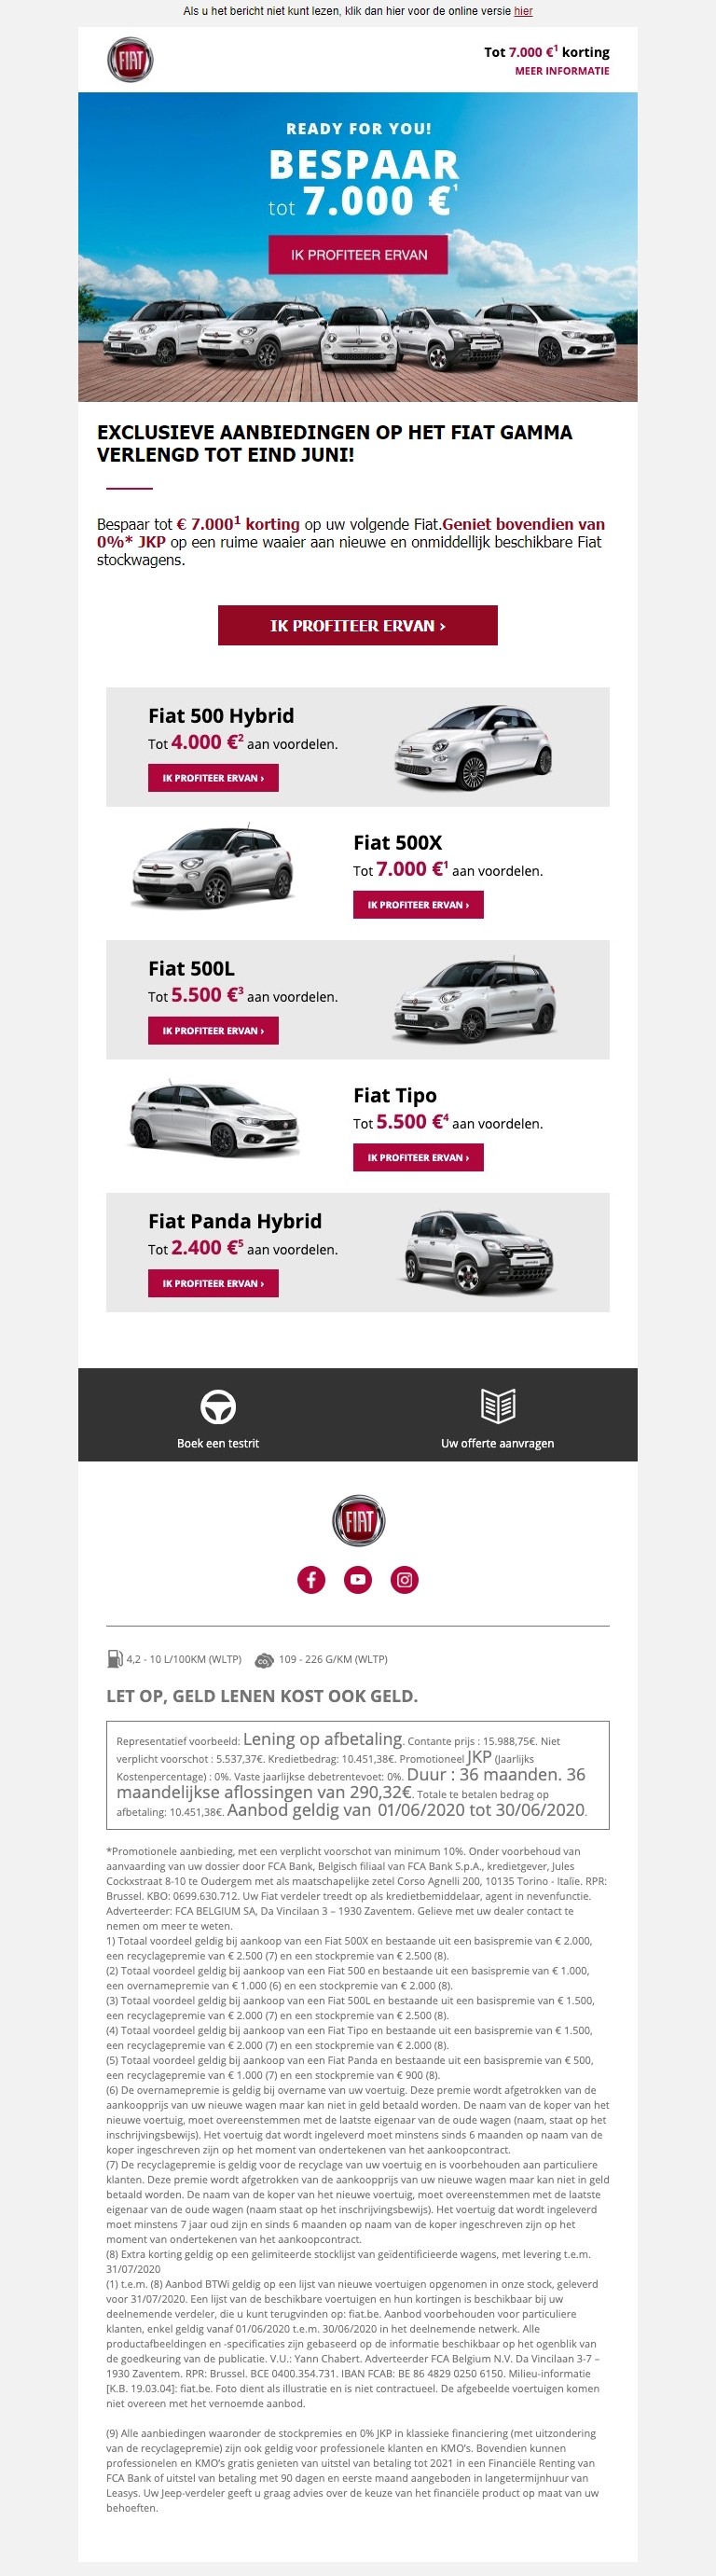 Als u het bericht niet kunt lezen, klik dan hier voor de online versie hier
FIAT
Tot 7.000 €¹ korting
MEER INFORMATIE
READY FOR YOU!
BESPAAR
tot 7.000 €¹
IK PROFITEER ERVAN
EXCLUSIEVE AANBIEDINGEN OP HET FIAT GAMMA
VERLENGD TOT EIND JUNI!
Bespaar tot € 7.000¹ korting op uw volgende Fiat.Geniet bovendien van
0%* JKP op een ruime waaier aan nieuwe en onmiddellijk beschikbare Fiat
stockwagens.
IK PROFITEER ERVAN ›
Fiat 500 Hybrid
Tot 4.000 €² aan voordelen.
IK PROFITEER ERVAN ›
Fiat 500X
Tot 7.000 €¹ aan voordelen.
IK PROFITEER ERVAN ›
Fiat 500L
Tot 5.500 €³ aan voordelen.
IK PROFITEER ERVAN ›
Fiat Tipo
Tot 5.500 €⁴ aan voordelen.
IK PROFITEER ERVAN ›
Fiat Panda Hybrid
Tot 2.400 €⁵ aan voordelen.
IK PROFITEER ERVAN ›
Boek een testrit
Uw offerte aanvragen
FIAT
4,2 - 10 L/100KM (WLTP) CO₂ 109 - 226 G/KM (WLTP)
LET OP, GELD LENEN KOST OOK GELD.
Representatief voorbeeld: Lening op afbetaling. Contante prijs : 15.988,75€. Niet
verplicht voorschot : 5.537,37€. Kredietbedrag: 10.451,38€. Promotioneel JKP (Jaarlijks
Kostenpercentage) : 0%. Vaste jaarlijkse debetrentevoet: 0%. Duur : 36 maanden. 36
maandelijkse aflossingen van 290,32€. Totale te betalen bedrag op
afbetaling: 10.451,38€. Aanbod geldig van 01/06/2020 tot 30/06/2020.
*Promotionele aanbieding, met een verplicht voorschot van minimum 10%. Onder voorbehoud van
aanvaarding van uw dossier door FCA Bank, Belgisch filiaal van FCA Bank S.p.A., kredietgever, Jules
Cockxstraat 8-10 te Oudergem met als maatschappelijke zetel Corso Agnelli 200, 10135 Torino - Italïe. RPR:
Brussel. KBO: 0699.630.712. Uw Fiat verdeler treedt op als kredietbemiddelaar, agent in nevenfunctie.
Adverteerder: FCA BELGIUM SA, Da Vincilaan 3 – 1930 Zaventem. Gelieve met uw dealer contact te
nemen om meer te weten.
1) Totaal voordeel geldig bij aankoop van een Fiat 500X en bestaande uit een basispremie van € 2.000,
een recyclagepremie van € 2.500 (7) en een stockpremie van € 2.500 (8).
(2) Totaal voordeel geldig bij aankoop van een Fiat 500 en bestaande uit een basispremie van € 1.000,
een overnamepremie van € 1.000 (6) en een stockpremie van € 2.000 (8).
(3) Totaal voordeel geldig bij aankoop van een Fiat 500L en bestaande uit een basispremie van € 1.500,
een recyclagepremie van € 2.000 (7) en een stockpremie van € 2.500 (8).
(4) Totaal voordeel geldig bij aankoop van een Fiat Tipo en bestaande uit een basispremie van € 1.500,
een recyclagepremie van € 2.000 (7) en een stockpremie van € 2.000 (8).
(5) Totaal voordeel geldig bij aankoop van een Fiat Panda en bestaande uit een basispremie van € 500,
een recyclagepremie van € 1.000 (7) en een stockpremie van € 900 (8).
(6) De overnamepremie is geldig bij overname van uw voertuig. Deze premie wordt afgetrokken van de
aankoopprijs van uw nieuwe wagen maar kan niet in geld betaald worden. De naam van de koper van het
nieuwe voertuig, moet overeenstemmen met de laatste eigenaar van de oude wagen (naam, staat op het
inschrijvingsbewijs). Het voertuig dat wordt ingeleverd moet minstens sinds 6 maanden op naam van de
koper ingeschreven zijn op het moment van ondertekenen van het aankoopcontract.
(7) De recyclagepremie is geldig voor de recyclage van uw voertuig en is voorbehouden aan particuliere
klanten. Deze premie wordt afgetrokken van de aankoopprijs van uw nieuwe wagen maar kan niet in geld
betaald worden. De naam van de koper van het nieuwe voertuig, moet overeenstemmen met de laatste
eigenaar van de oude wagen (naam staat op het inschrijvingsbewijs). Het voertuig dat wordt ingeleverd
moet minstens 7 jaar oud zijn en sinds 6 maanden op naam van de koper ingeschreven zijn op het
moment van ondertekenen van het aankoopcontract.
(8) Extra korting geldig op een gelimiteerde stocklijst van geïdentificeerde wagens, met levering t.e.m.
31/07/2020
(1) t.e.m. (8) Aanbod BTWi geldig op een lijst van nieuwe voertuigen opgenomen in onze stock, geleverd
voor 31/07/2020. Een lijst van de beschikbare voertuigen en hun kortingen is beschikbaar bij uw
deelnemende verdeler, die u kunt terugvinden op: fiat.be. Aanbod voorbehouden voor particuliere
klanten, enkel geldig vanaf 01/06/2020 t.e.m. 30/06/2020 in het deelnemende netwerk. Alle
productafbeeldingen en -specificaties zijn gebaseerd op de informatie beschikbaar op het ogenblik van
de goedkeuring van de publicatie. V.U.: Yann Chabert. Adverteerder FCA Belgium N.V. Da Vincilaan 3-7 –
1930 Zaventem. RPR: Brussel. BCE 0400.354.731. IBAN FCAB: BE 86 4829 0250 6150. Milieu-informatie
[K.B. 19.03.04]: fiat.be. Foto dient als illustratie en is niet contractueel. De afgebeelde voertuigen komen
niet overeen met het vernoemde aanbod.
(9) Alle aanbiedingen waaronder de stockpremies en 0% JKP in klassieke financiering (met uitzondering
van de recyclagepremie) zijn ook geldig voor professionele klanten en KMO's. Bovendien kunnen
professionelen en KMO's gratis genieten van uitstel van betaling tot 2021 in een Financiële Renting van
FCA Bank of uitstel van betaling met 90 dagen en eerste maand aangeboden in langetermijnhuur van
Leasys. Uw Jeep-verdeler geeft u graag advies over de keuze van het financiële product op maat van uw
behoeften.